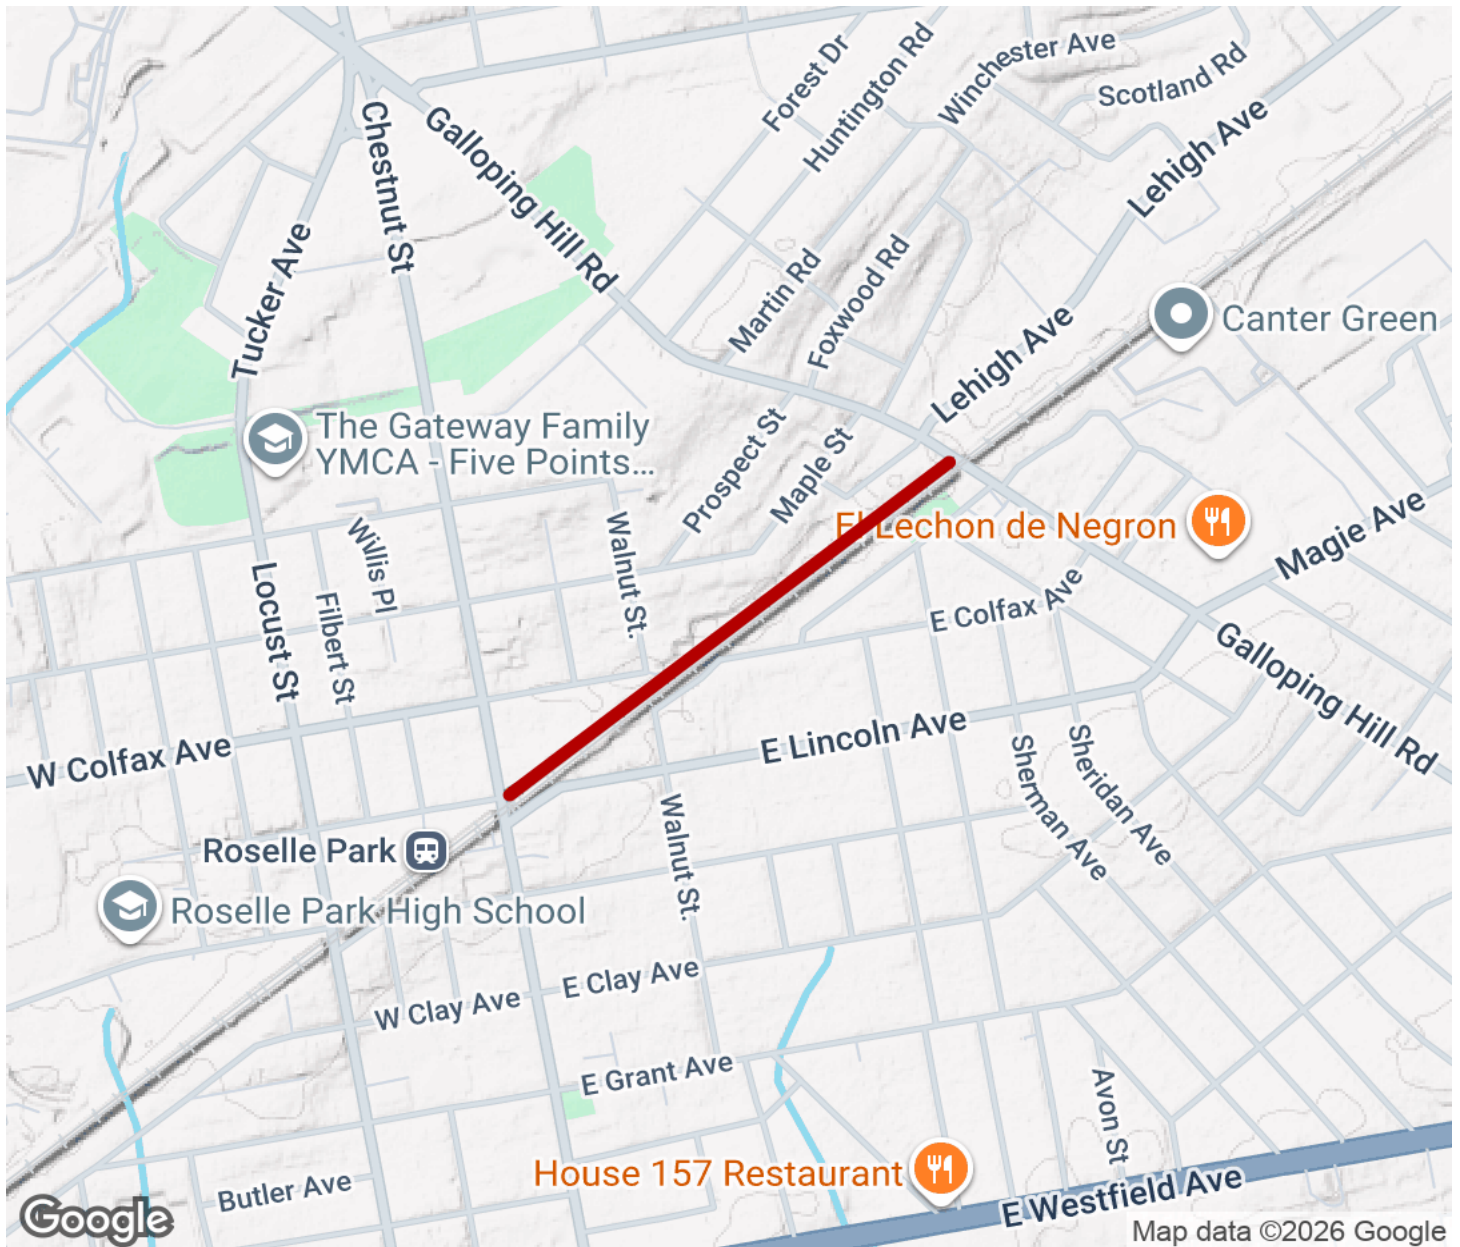 Forest Dr
Huntington Rd
Winchester Ave
Scotland Rd
Chestnut St
Galloping Hill Rd
Lehigh Ave
Tucker Ave
Martin Rd
Foxwood Rd
Canter Green
Lehigh Ave
The Gateway Family
YMCA - Five Points...
Prospect St
Maple St
El Lechon de Negron
Magie Ave
Willis Pl
Walnut St.
Locust St
Filbert St
E Colfax Ave
Galloping Hill Rd
W Colfax Ave
E Lincoln Ave
Sherman Ave
Sheridan Ave
Walnut St.
Roselle Park
Roselle Park High School
E Clay Ave
W Clay Ave
E Grant Ave
Avon St
House 157 Restaurant
Butler Ave
E Westfield Ave
Google
Map data ©2026 Google